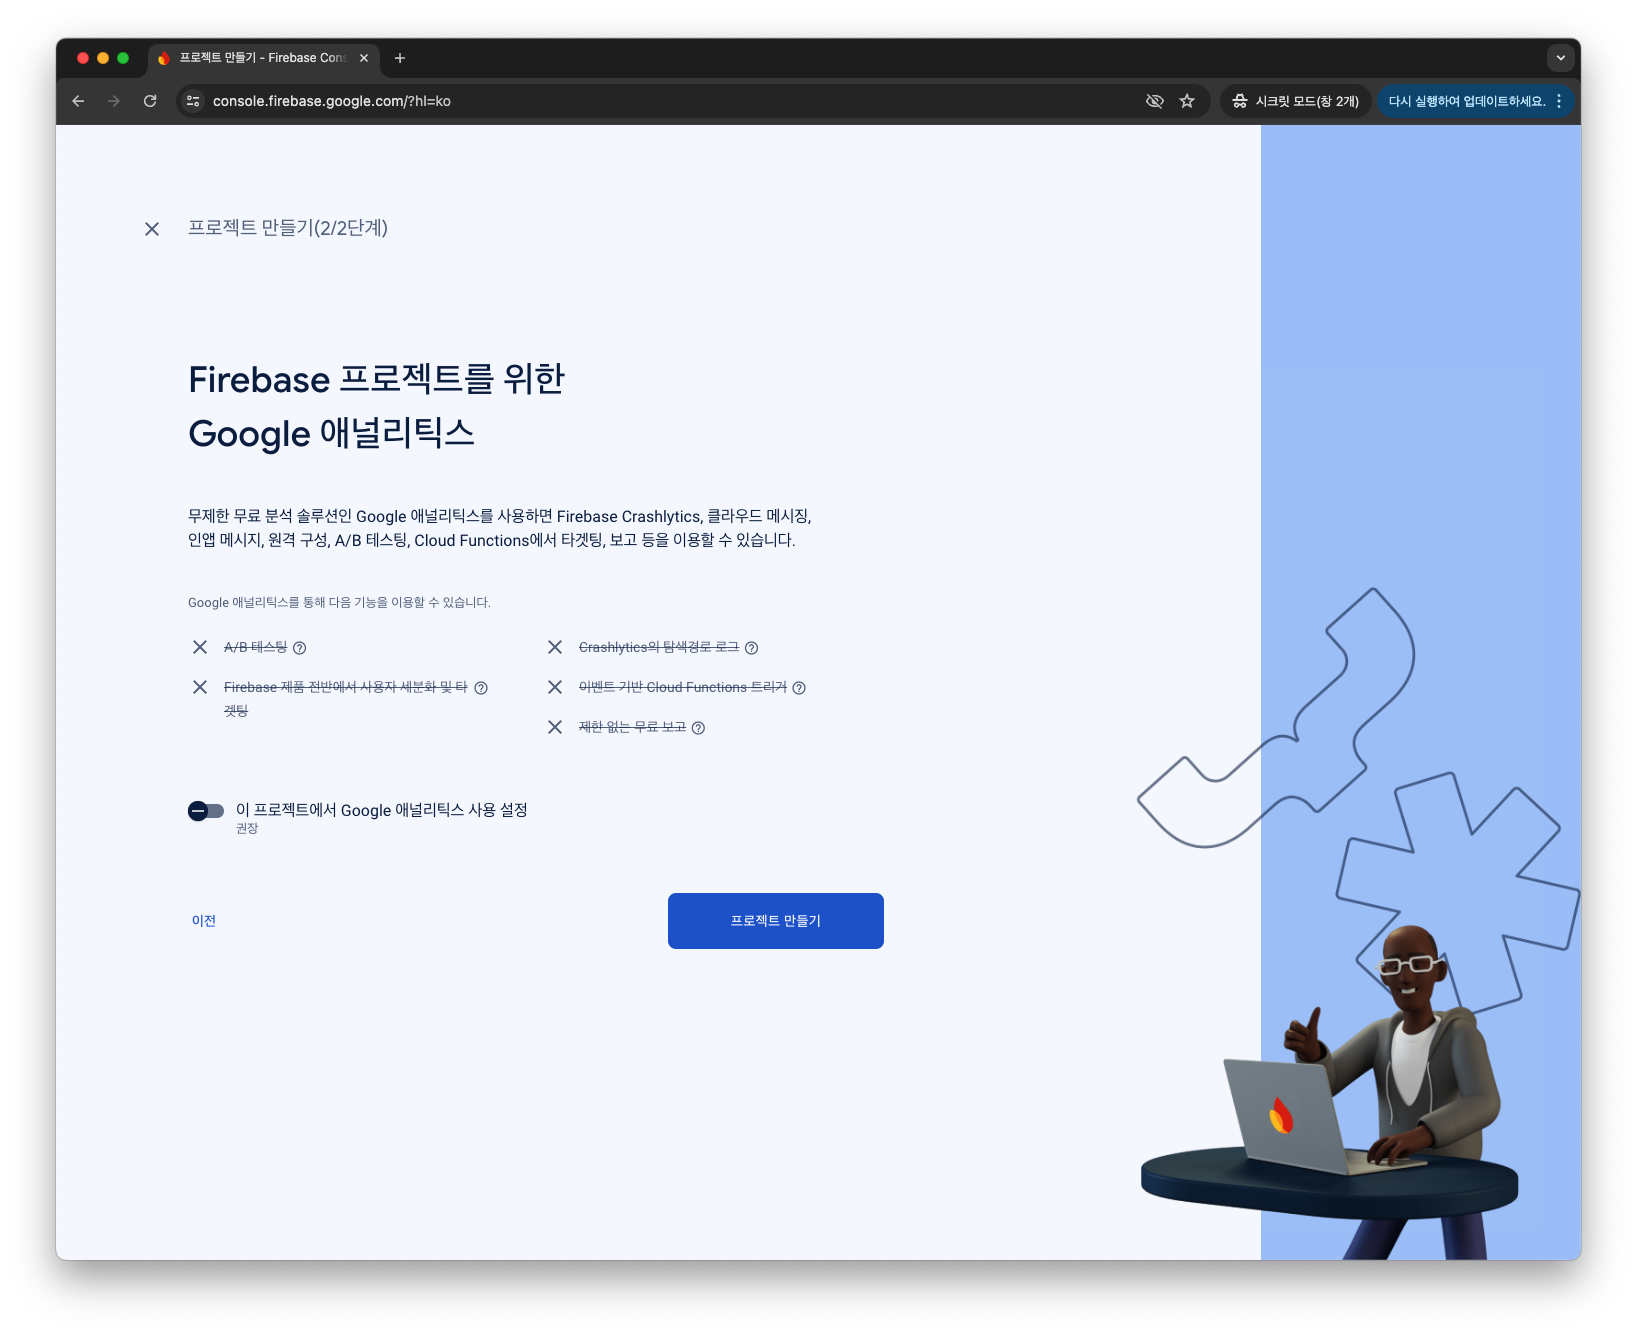 프로젝트 만들기 - Firebase Cons
console.firebase.google.com/?hl=ko
시크릿 모드(창 2개)
다시 실행하여 업데이트하세요.
프로젝트 만들기(2/2단계)
Firebase 프로젝트를 위한
Google 애널리틱스
무제한 무료 분석 솔루션인 Google 애널리틱스를 사용하면 Firebase Crashlytics, 클라우드 메시징,
인앱 메시지, 원격 구성, A/B 테스팅, Cloud Functions에서 타겟팅, 보고 등을 이용할 수 있습니다.
Google 애널리틱스를 통해 다음 기능을 이용할 수 있습니다.
A/B 테스팅
Firebase 제품 전반에서 사용자 세분화 및 타
겟팅
Crashlytics의 탐색경로 로그
이벤트 기반 Cloud Functions 트리거
제한 없는 무료 보고
이 프로젝트에서 Google 애널리틱스 사용 설정
권장
이전
프로젝트 만들기